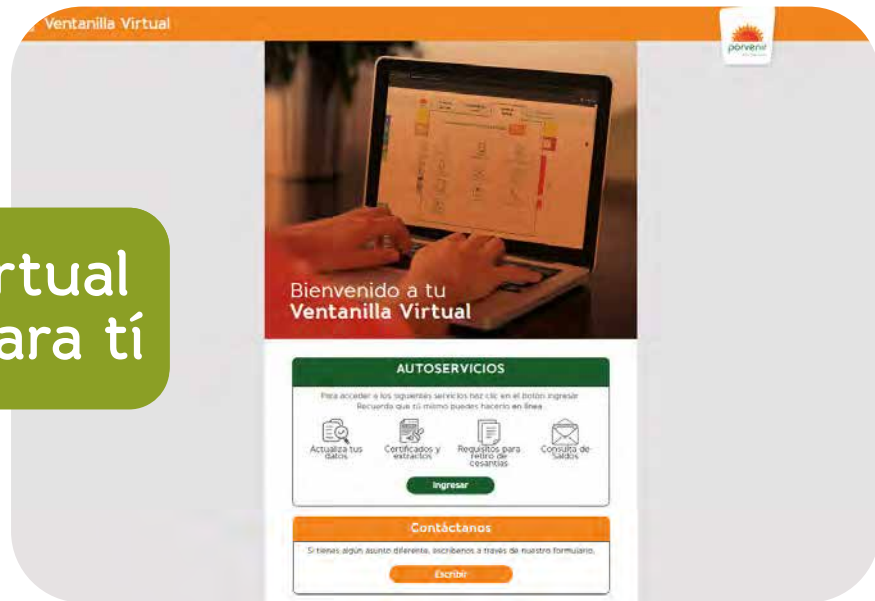 Ventanilla Virtual
porvenir
rtual
ara tí
Bienvenido a tu
Ventanilla Virtual
AUTOSERVICIOS
Para acceder a los siguientes servicios haz clic en el botón ingresar
Recuerda que tú mismo puedes hacerlo en línea
Actualiza tus
datos
Certificados y
extractos
Requisitos para
retiro de
cesantías
Consulta de
Saldos
Ingresar
Contáctanos
Si tienes algún asunto diferente, escríbenos a través de nuestro formulario.
Escribir